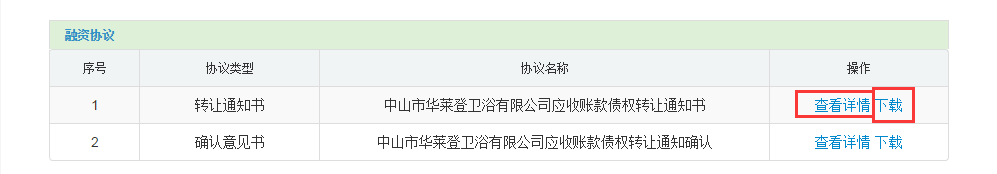 融资协议
序号 协议类型 协议名称 操作
1 转让通知书 中山市华莱登卫浴有限公司应收账款债权转让通知书 查看详情 下载
2 确认意见书 中山市华莱登卫浴有限公司应收账款债权转让通知确认 查看详情 下载